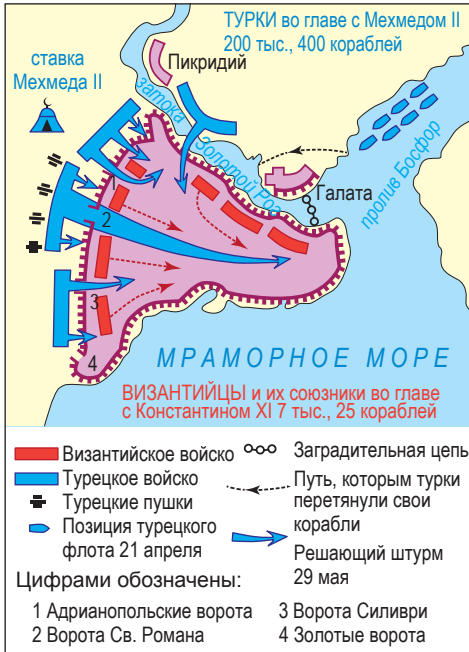 ТУРКИ во главе с Мехмедом II
200 тыс., 400 кораблей
ставка
Мехмеда II
Пикридий
затока
Золотой Рог
Галата
пролив Босфор
1
2
3
4
МРАМОРНОЕ МОРЕ
ВИЗАНТИЙЦЫ и их союзники во главе
с Константином XI 7 тыс., 25 кораблей
Византийское войско
Турецкое войско
Турецкие пушки
Позиция турецкого
флота 21 апреля
Заградительная цепь
Путь, которым турки
перетянули свои
корабли
Решающий штурм
29 мая
Цифрами обозначены:
1 Адрианопольские ворота
2 Ворота Св. Романа
3 Ворота Силиври
4 Золотые ворота